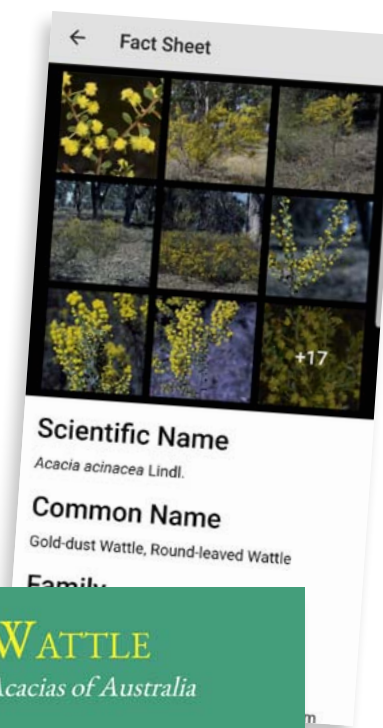 ← Fact Sheet
+17
Scientific Name
Acacia acinacea Lindl.
Common Name
Gold-dust Wattle, Round-leaved Wattle
Family
WATTLE
Acacias of Australia